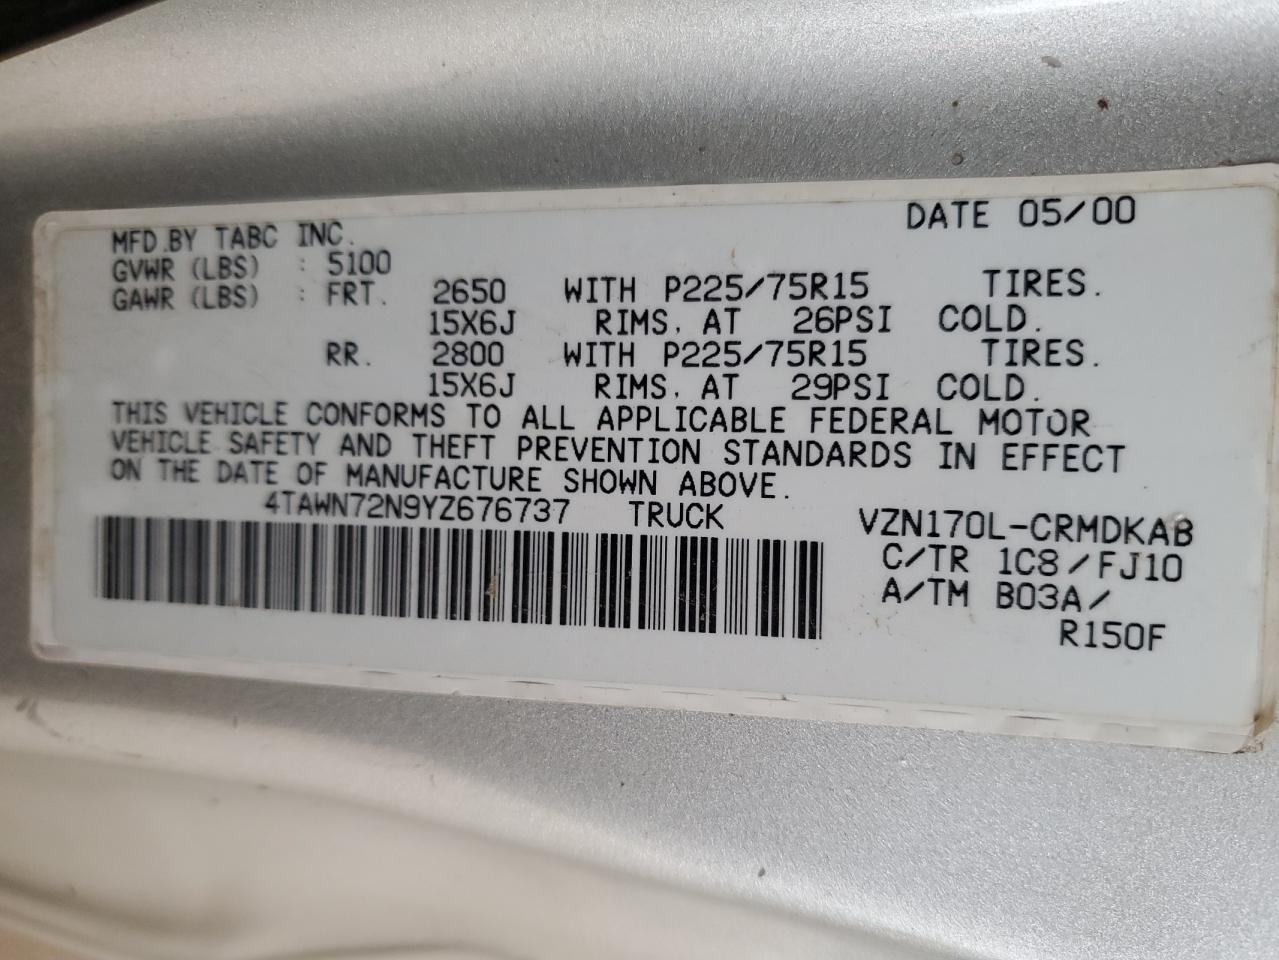 DATE 05/00
MFD.BY TABC INC.
GVWR (LBS) : 5100
GAWR (LBS) : FRT. 2650 WITH P225/75R15 TIRES.
15X6J RIMS, AT 26PSI COLD.
RR. 2800 WITH P225/75R15 TIRES.
15X6J RIMS, AT 29PSI COLD.
THIS VEHICLE CONFORMS TO ALL APPLICABLE FEDERAL MOTOR
VEHICLE SAFETY AND THEFT PREVENTION STANDARDS IN EFFECT
ON THE DATE OF MANUFACTURE SHOWN ABOVE.
4TAWN72N9YZ676737 TRUCK VZN170L-CRMDKAB
C/TR 1C8/FJ10
A/TM B03A/
R150F